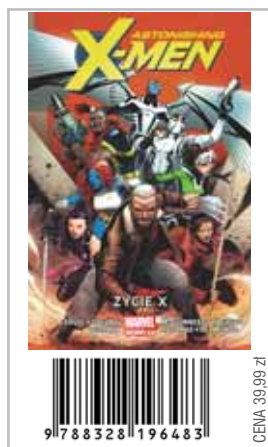 ASTONISHING
X-MEN
ŻYCIE X
MARVEL
9 788328 196483
CENA 39,99 zł